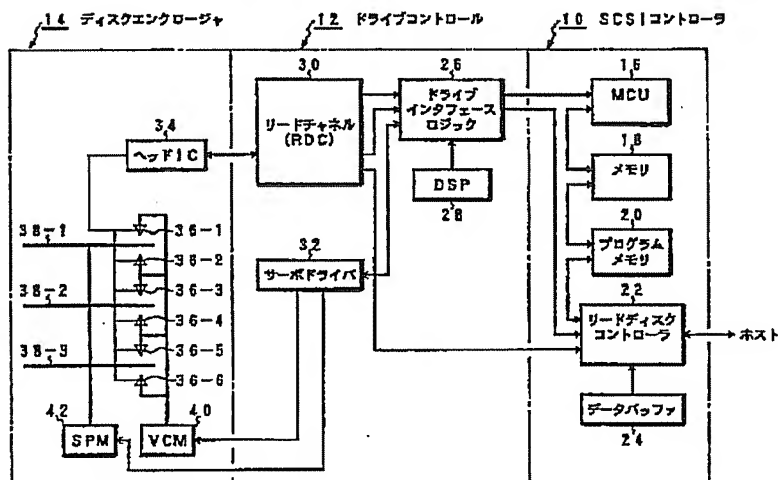 14 ディスクエンクロージャ
12 ドライブコントロール
10 SCSIコントローラ
30
リードチャネル
(RDC)
26
ドライブ
インタフェース
ロジック
16
MCU
34
ヘッドIC
DSP
28
18
メモリ
20
プログラム
メモリ
38-1
36-1
36-2
38-2
36-3
36-4
38-3
36-5
36-6
32
サーボドライバ
22
リードディスク
コントローラ
ホスト
データバッファ
24
42
SPM
40
VCM